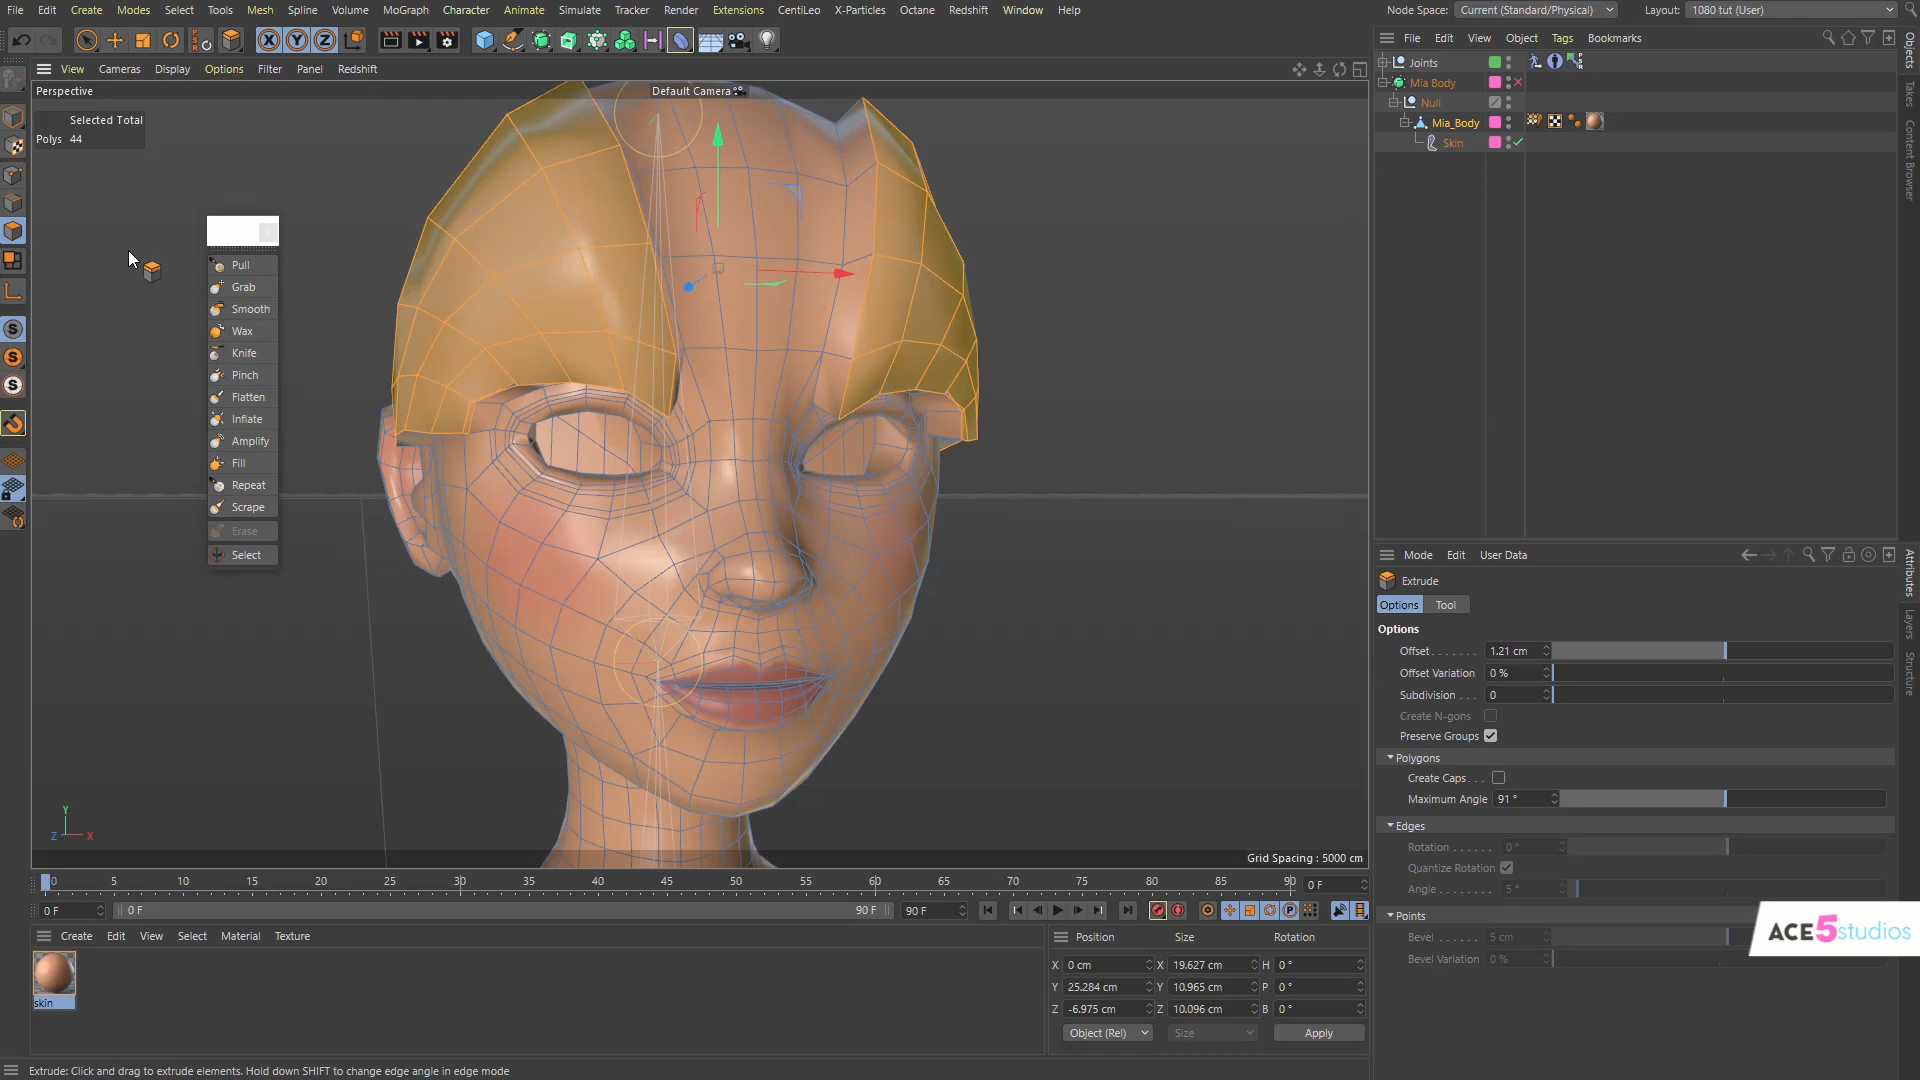 File Edit Create Modes Select Tools Mesh Spline Volume MoGraph Character Animate Simulate Tracker Render Extensions CentiLeo X-Particles Octane Redshift Window Help
Node Space: Current (Standard/Physical) Layout: 1080 tut (User)
View Cameras Display Options Filter Panel Redshift
Perspective
Default Camera
Selected Total
Polys 44
Pull
Grab
Smooth
Wax
Knife
Pinch
Flatten
Inflate
Amplify
Fill
Repeat
Scrape
Erase
Select
Y
Z X
Grid Spacing : 5000 cm
File Edit View Object Tags Bookmarks
Joints
Mia Body
Null
Mia_Body
Skin
Objects
Takes
Content Browser
Mode Edit User Data
Extrude
Options Tool
Options
Offset 1.21 cm
Offset Variation 0 %
Subdivision 0
Create N-gons
Preserve Groups
Polygons
Create Caps
Maximum Angle 91 °
Edges
Rotation 0 °
Quantize Rotation
Angle 5 °
Points
Bevel 5 cm
Bevel Variation 0 %
Attributes
Layers
Structure
ACE5studios
0 5 10 15 20 25 30 35 40 45 50 55 60 65 70 75 80 85 90 0 F
0 F 0 F 90 F 90 F
Create Edit View Select Material Texture
skin
Position Size Rotation
X 0 cm X 19.627 cm H 0 °
Y 25.284 cm Y 10.965 cm P 0 °
Z -6.975 cm Z 10.096 cm B 0 °
Object (Rel) Size Apply
Extrude: Click and drag to extrude elements. Hold down SHIFT to change edge angle in edge mode